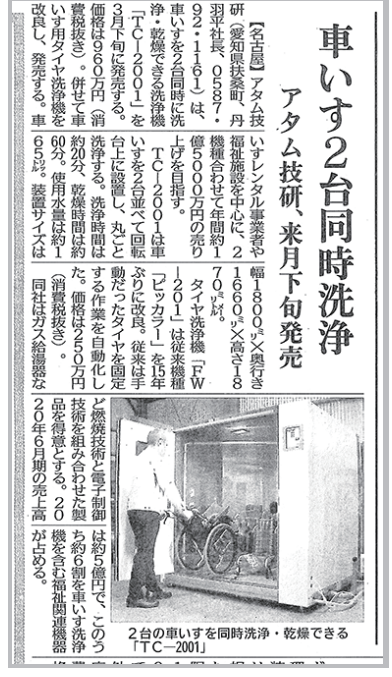 車いす2台同時洗浄
アタム技研、来月下旬発売
【名古屋】アタム技
研(愛知県扶桑町、丹
羽平社長、0587・
92・1161)は、
車いすを2台同時に洗
浄・乾燥できる洗浄機
「TC―2001」を
3月下旬に発売する。
価格は960万円(消
費税抜き)。併せて車
いす用タイヤ洗浄機を
改良し、発売する。車
いすレンタル事業者や
福祉施設を中心に、2
機種合わせて年間約1
億5000万円の売り
上げを目指す。
TC―2001は車
いすを2台並べて回転
台上に設置し、丸ごと
洗浄する。洗浄時間は
約20分、乾燥時間は約
60分。使用水量は約1
65㍑。装置サイズは
幅1800㍉×奥行き
1660㍉×高さ18
70㍉㍍。
タイヤ洗浄機「FW
―201」は従来機種
「ピッカラー」を15年
ぶりに改良。従来は手
動だったタイヤを固定
する作業を自動化し
た。価格は250万円
(消費税抜き)。
同社はガス給湯器な
ど燃焼技術と電子制御
技術を組み合わせた製
品を得意とする。20
20年6月期の売上高
は約5億円で、このう
ち約6割を車いす洗浄
機を含む福祉関連機器
が占める。
2台の車いすを同時洗浄・乾燥できる
「TC―2001」